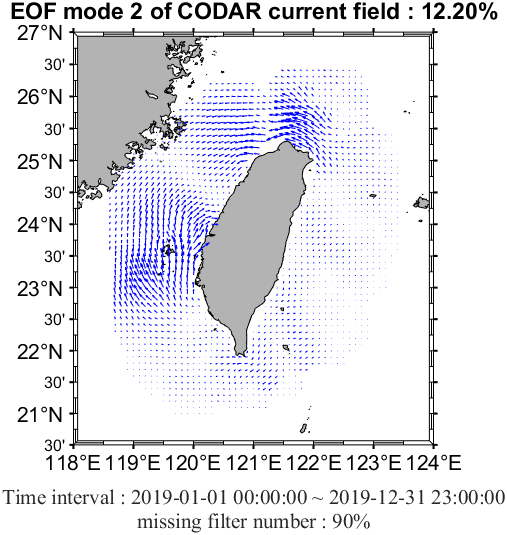 EOF mode 2 of CODAR current field : 12.20%
27°N
30'
26°N
30'
25°N
30'
24°N
30'
23°N
30'
22°N
30'
21°N
30'
118°E 119°E 120°E 121°E 122°E 123°E 124°E
Time interval : 2019-01-01 00:00:00 ~ 2019-12-31 23:00:00
missing filter number : 90%